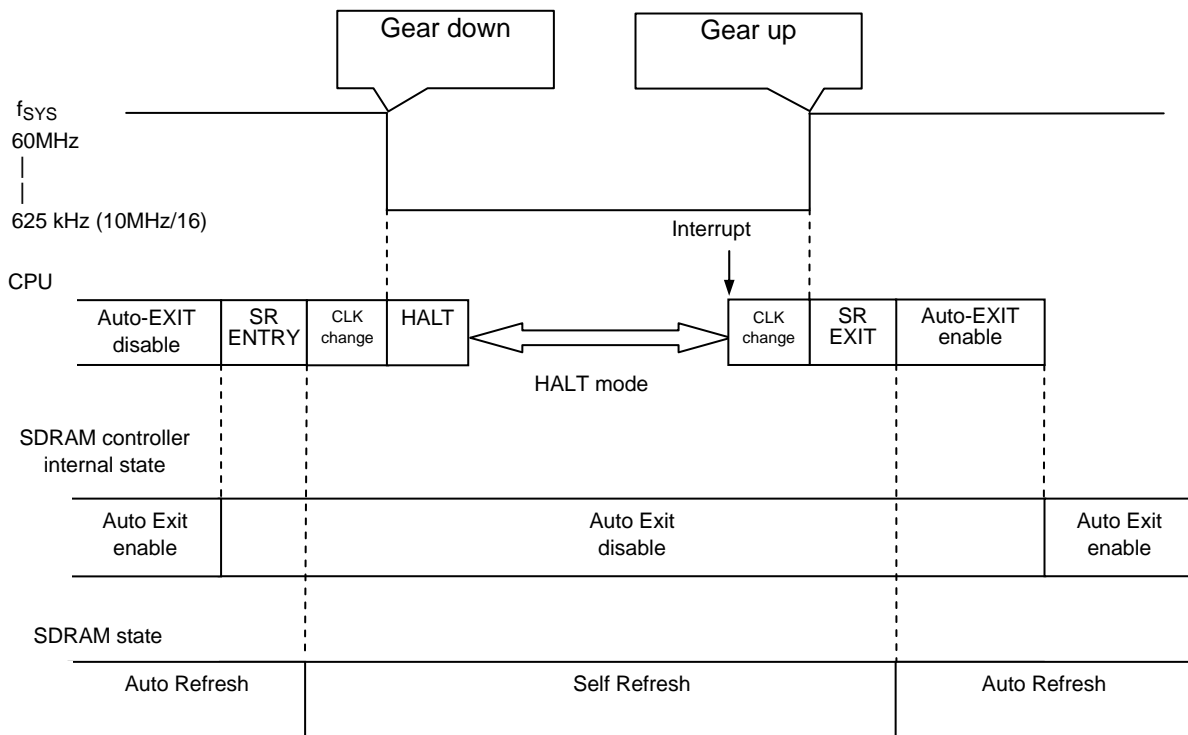 Gear down
Gear up
fSYS
60MHz
|
|
625 kHz (10MHz/16)
Interrupt
CPU
Auto-EXIT
disable
SR
ENTRY
CLK
change
HALT
CLK
change
SR
EXIT
Auto-EXIT
enable
HALT mode
SDRAM controller
internal state
Auto Exit
enable
Auto Exit
disable
Auto Exit
enable
SDRAM state
Auto Refresh
Self Refresh
Auto Refresh